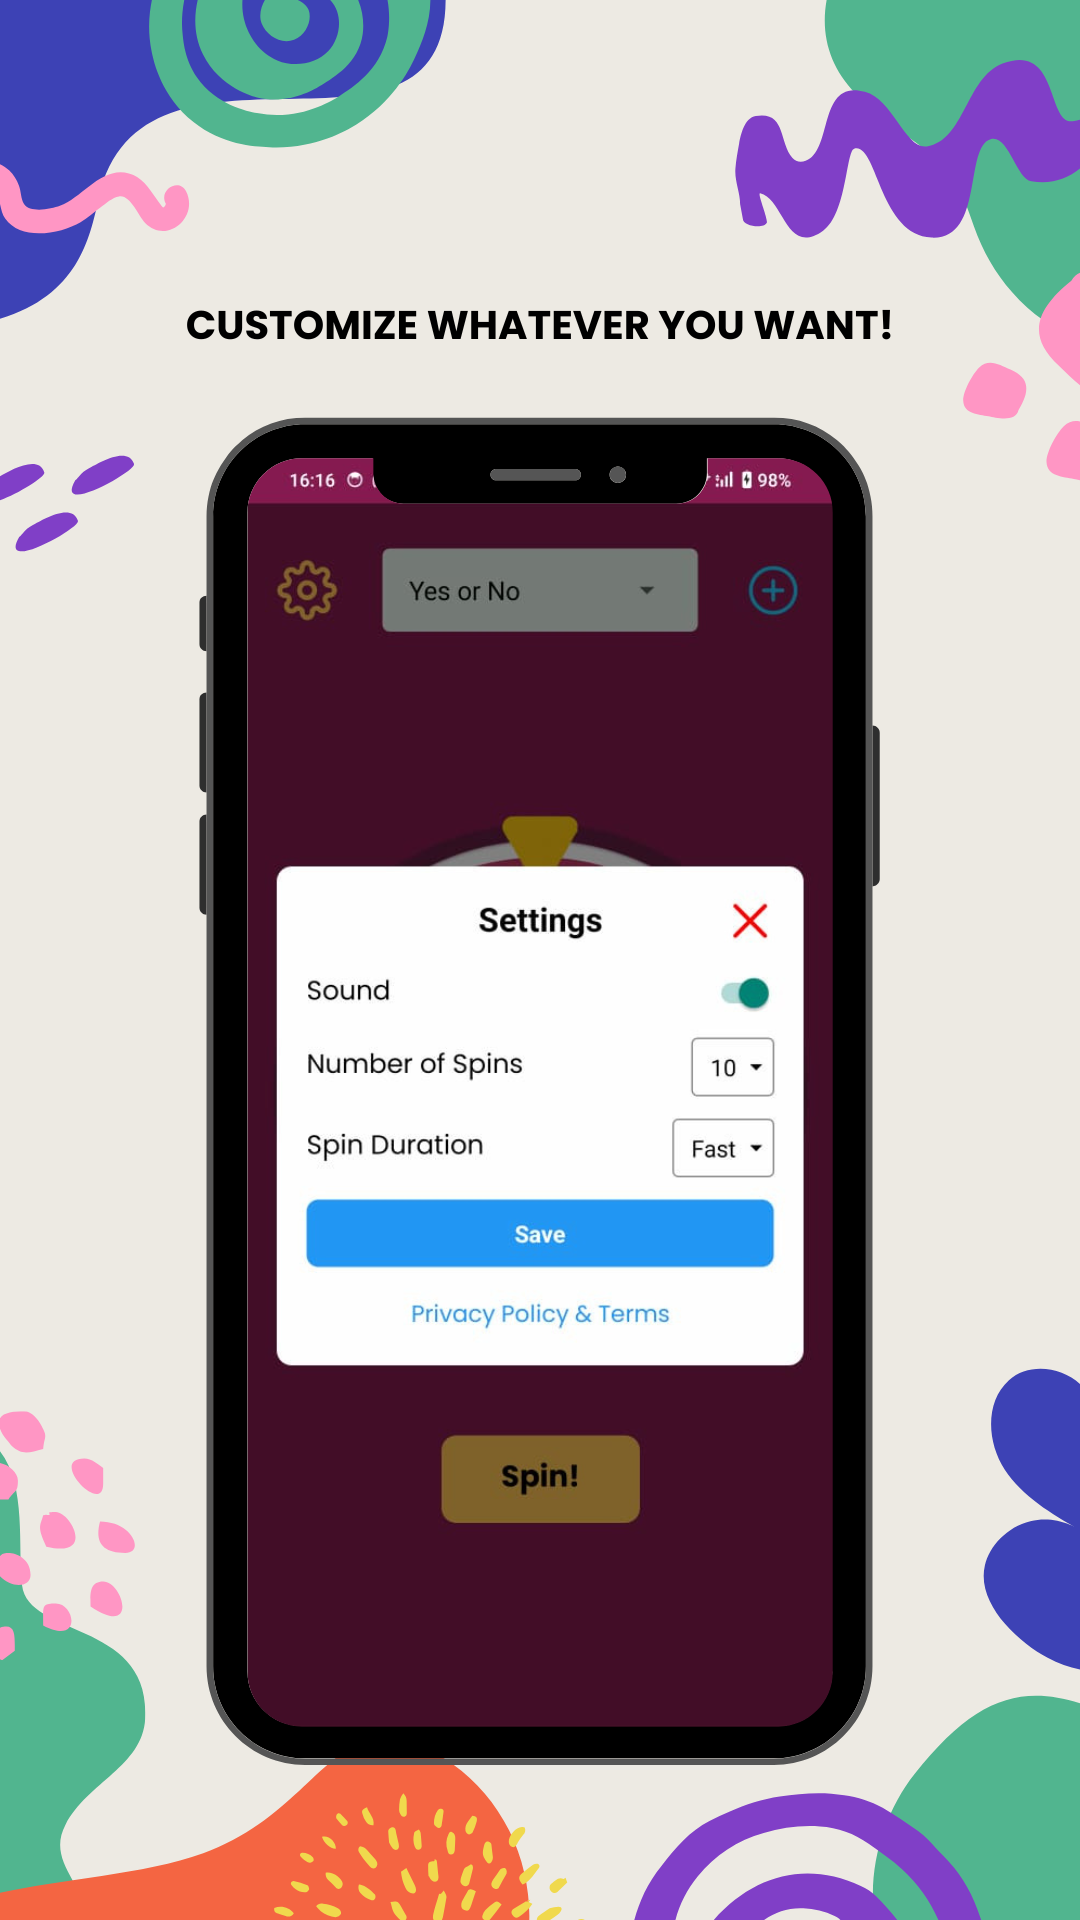 CUSTOMIZE WHATEVER YOU WANT!
16:16 98%
Yes or No
Settings
Sound
Number of Spins 10
Spin Duration Fast
Save
Privacy Policy & Terms
Spin!